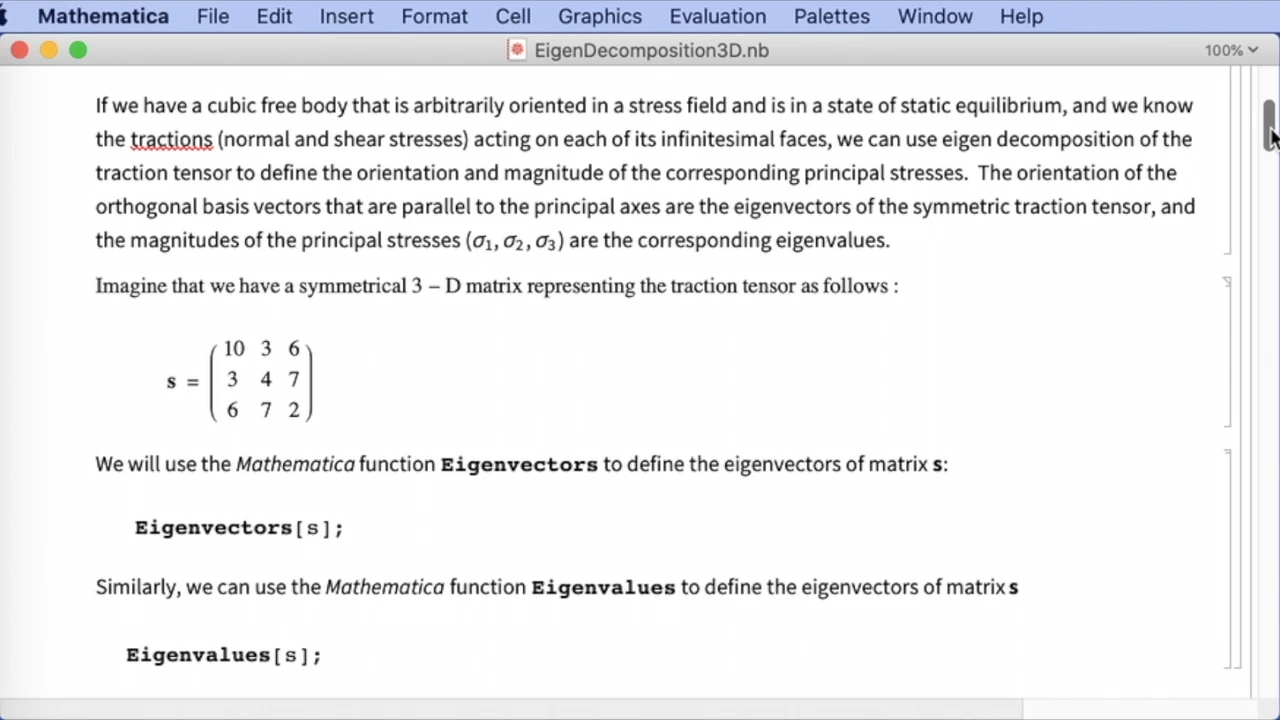 Mathematica File Edit Insert Format Cell Graphics Evaluation Palettes Window Help
EigenDecomposition3D.nb 100%
If we have a cubic free body that is arbitrarily oriented in a stress field and is in a state of static equilibrium, and we know
the tractions (normal and shear stresses) acting on each of its infinitesimal faces, we can use eigen decomposition of the
traction tensor to define the orientation and magnitude of the corresponding principal stresses. The orientation of the
orthogonal basis vectors that are parallel to the principal axes are the eigenvectors of the symmetric traction tensor, and
the magnitudes of the principal stresses (σ₁, σ₂, σ₃) are the corresponding eigenvalues.
Imagine that we have a symmetrical 3 – D matrix representing the traction tensor as follows :
10 3 6
s = 3 4 7
6 7 2
We will use the Mathematica function Eigenvectors to define the eigenvectors of matrix s:
Eigenvectors[s];
Similarly, we can use the Mathematica function Eigenvalues to define the eigenvectors of matrix s
Eigenvalues[s];